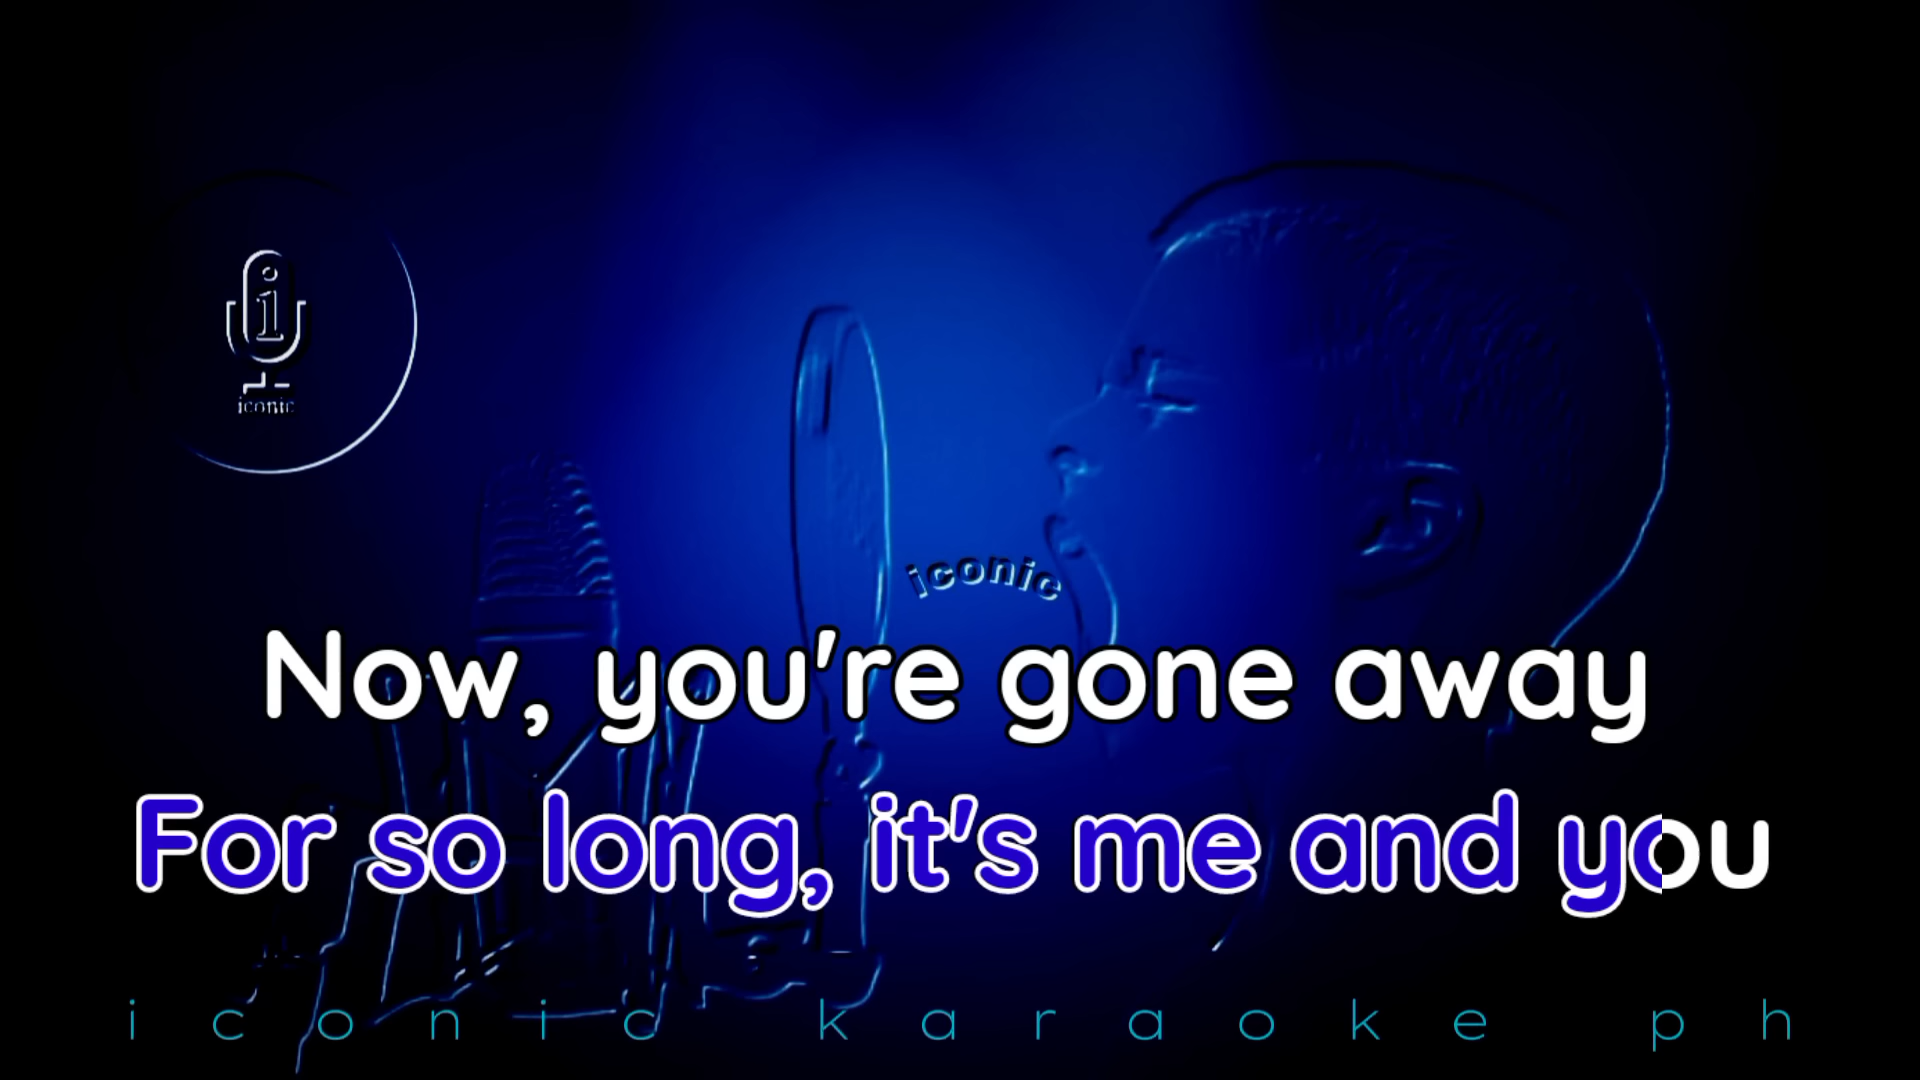 i
iconic
iconic
Now, you're gone away
For so long, it's me and you
iconic karaoke ph